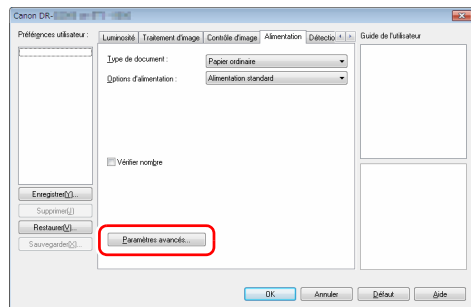 Canon DR-
Préférences utilisateur :
Luminosité Traitement d'image Contrôle d'image Alimentation Détectio
Guide de l'utilisateur
Type de document :
Papier ordinaire
Options d'alimentation :
Alimentation standard
Vérifier nombre
Enregistrer(Y)...
Supprimer(J)
Restaurer(V)...
Sauvegarder(X)...
Paramètres avancés...
OK Annuler Défaut Aide